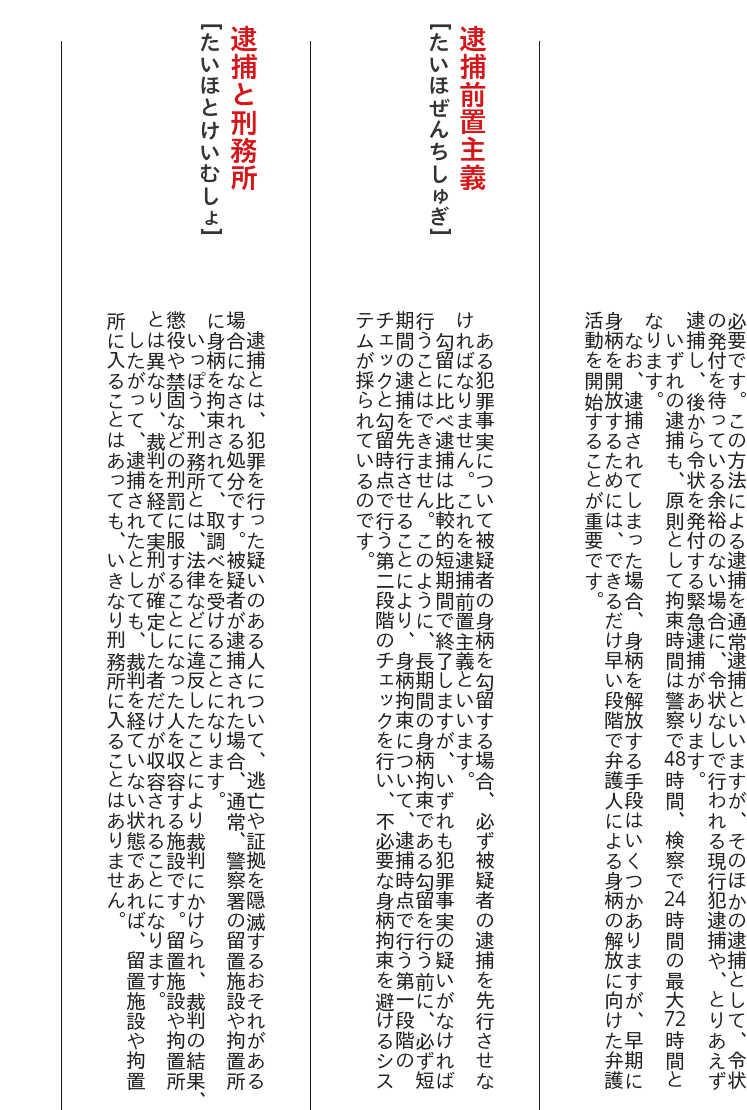 必要です。この方法による逮捕を通常逮捕といいますが、そのほかの逮捕として、令状
の発付を待っている余裕のない場合に、令状なしで行われる現行犯逮捕や、とりあえず
逮捕し、後から令状を発付する緊急逮捕があります。
いずれの逮捕も、原則として拘束時間は警察で48時間、検察で24時間の最大72時間と
なります。
なお、逮捕されてしまった場合、身柄を解放する手段はいくつかありますが、早期に
身柄を開放するためには、できるだけ早い段階で弁護人による身柄の解放に向けた弁護
活動を開始することが重要です。
逮捕前置主義
[たいほぜんちしゅぎ]
ある犯罪事実について被疑者の身柄を勾留する場合、必ず被疑者の逮捕を先行させな
ければなりません。これを逮捕前置主義といいます。
勾留に比べ逮捕は比較的短期間で終了しますが、いずれも犯罪事実の疑いがなければ
行うことはできません。このように、長期間の身柄拘束である勾留を行う前に、必ず短
期間の逮捕を先行させることにより、身柄拘束について、逮捕時点で行う第一段階の
チェックと勾留時点で行う第二段階のチェックを行い、不必要な身柄拘束を避けるシス
テムが採られているのです。
逮捕と刑務所
[たいほとけいむしょ]
逮捕とは、犯罪を行った疑いのある人について、逃亡や証拠を隠滅するおそれがある
場合になされる処分です。被疑者が逮捕された場合、通常、警察署の留置施設や拘置所
に身柄を拘束されて、取調べを受けることになります。
いっぽう、刑務所とは、法律などに違反したことにより裁判にかけられ、裁判の結果、
懲役や禁固などの刑罰に服することになった人を収容する施設です。留置施設や拘置所
とは異なり、裁判を経て実刑が確定した者だけが収容されることになります。
したがって、逮捕されたとしても、裁判を経ていない状態であれば、留置施設や拘置
所に入ることはあっても、いきなり刑務所に入ることはありません。